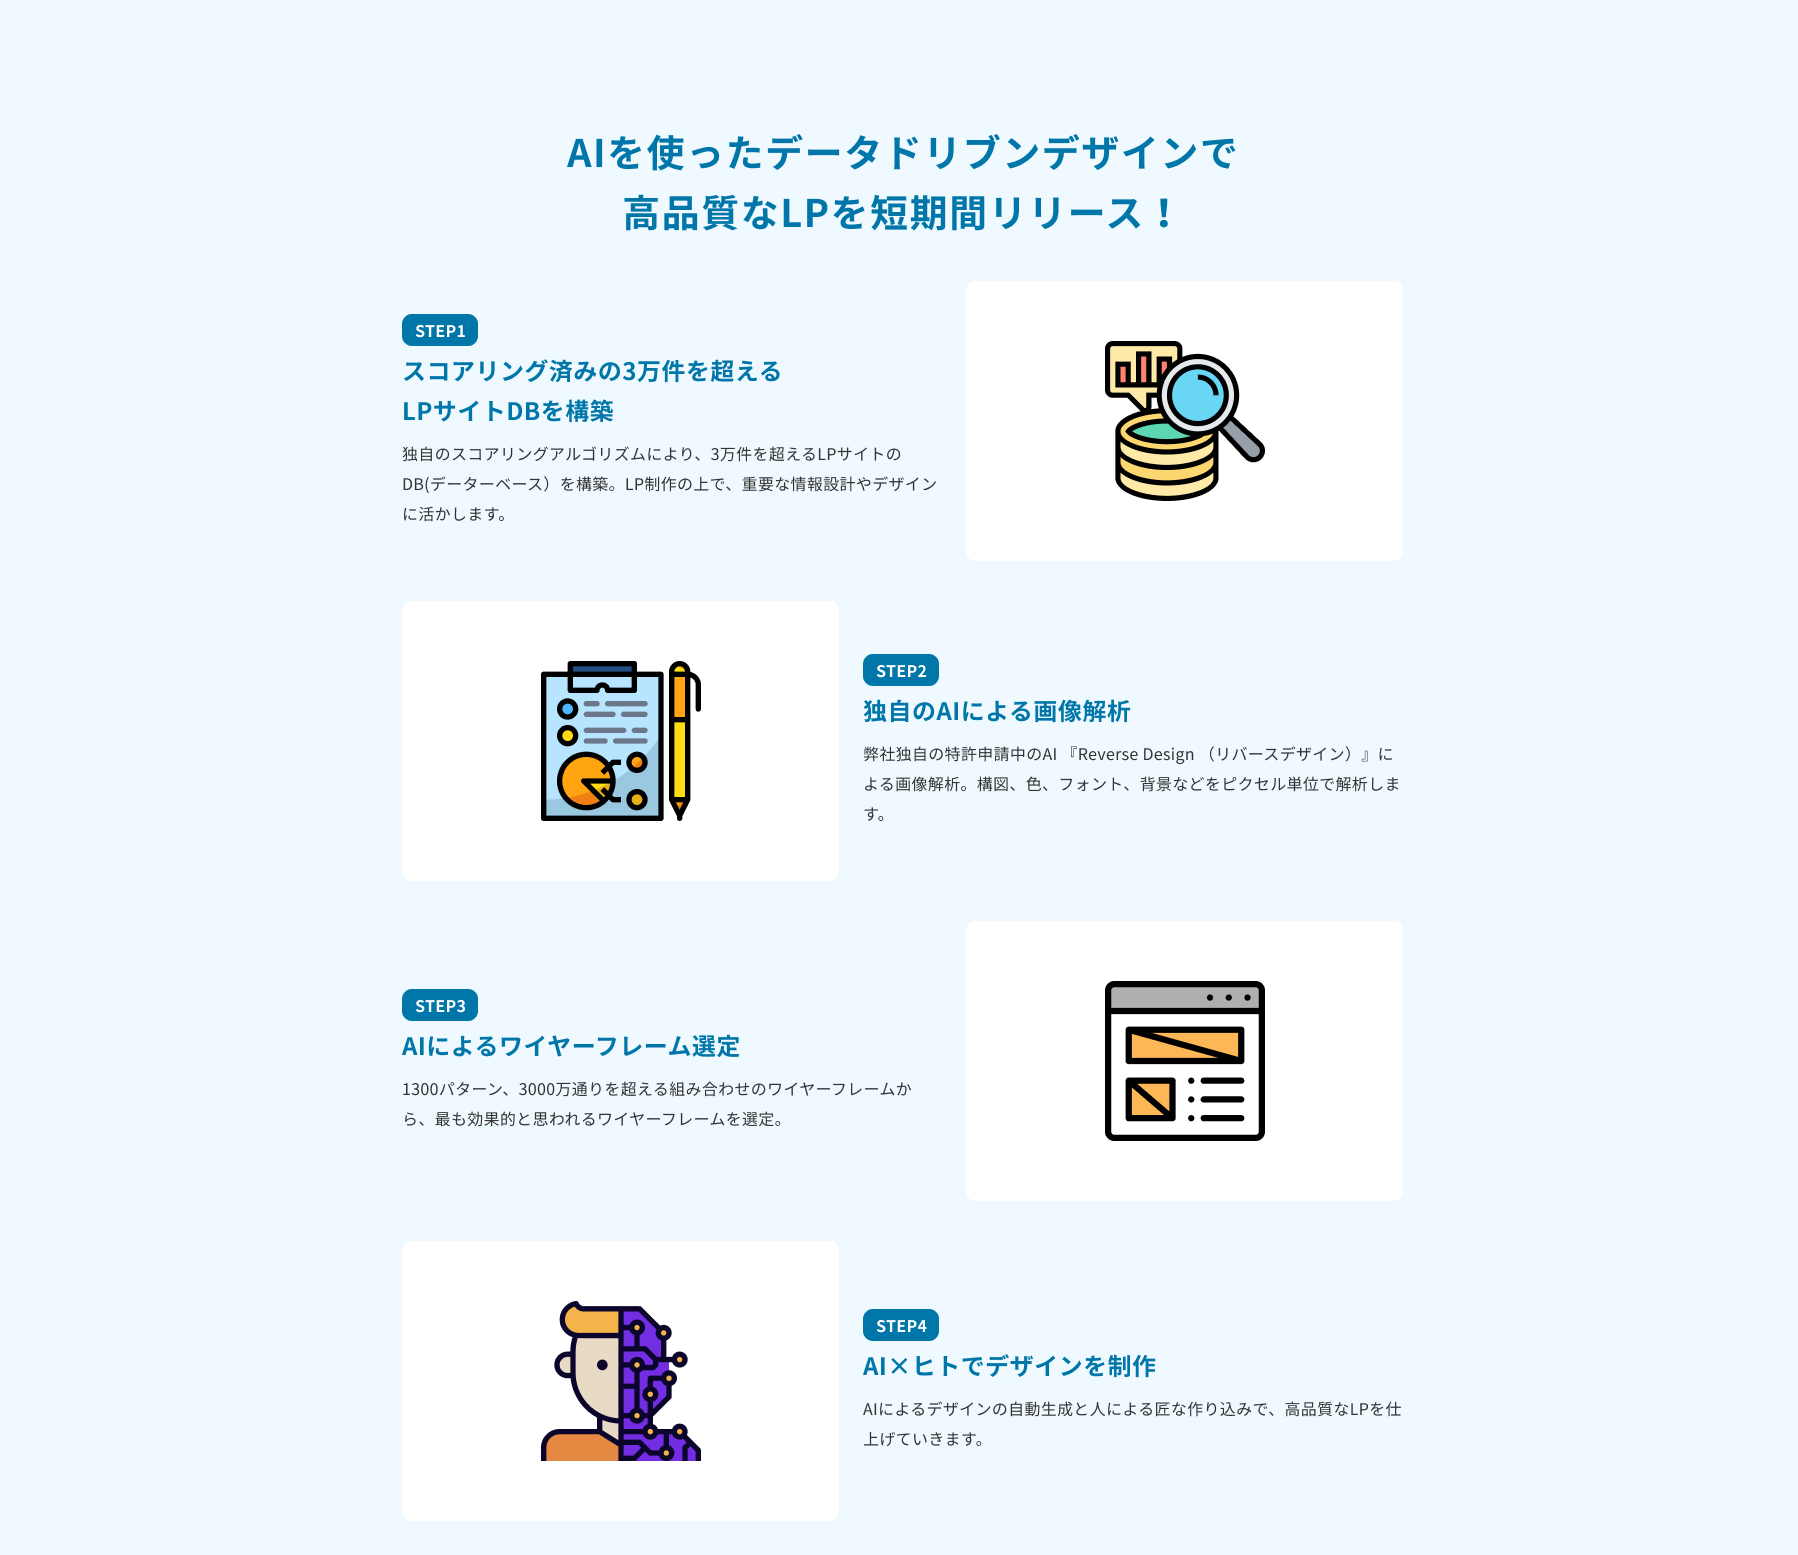 AIを使ったデータドリブンデザインで
高品質なLPを短期間リリース！
STEP1
スコアリング済みの3万件を超える
LPサイトDBを構築
独自のスコアリングアルゴリズムにより、3万件を超えるLPサイトの
DB(データーベース）を構築。LP制作の上で、重要な情報設計やデザイン
に活かします。
STEP2
独自のAIによる画像解析
弊社独自の特許申請中のAI 『Reverse Design （リバースデザイン）』に
よる画像解析。構図、色、フォント、背景などをピクセル単位で解析しま
す。
STEP3
AIによるワイヤーフレーム選定
1300パターン、3000万通りを超える組み合わせのワイヤーフレームか
ら、最も効果的と思われるワイヤーフレームを選定。
STEP4
AI×ヒトでデザインを制作
AIによるデザインの自動生成と人による匠な作り込みで、高品質なLPを仕
上げていきます。